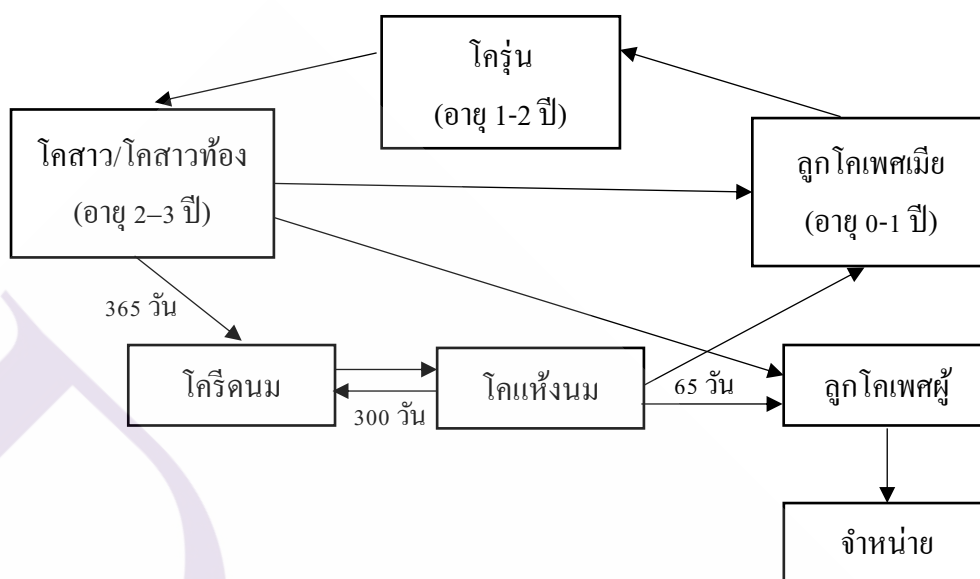 โครุ่น
(อายุ 1-2 ปี)
โคสาว/โคสาวท้อง
(อายุ 2–3 ปี)
ลูกโคเพศเมีย
(อายุ 0-1 ปี)
365 วัน
โครีดนม
300 วัน
โคแห้งนม
65 วัน
ลูกโคเพศผู้
จำหน่าย